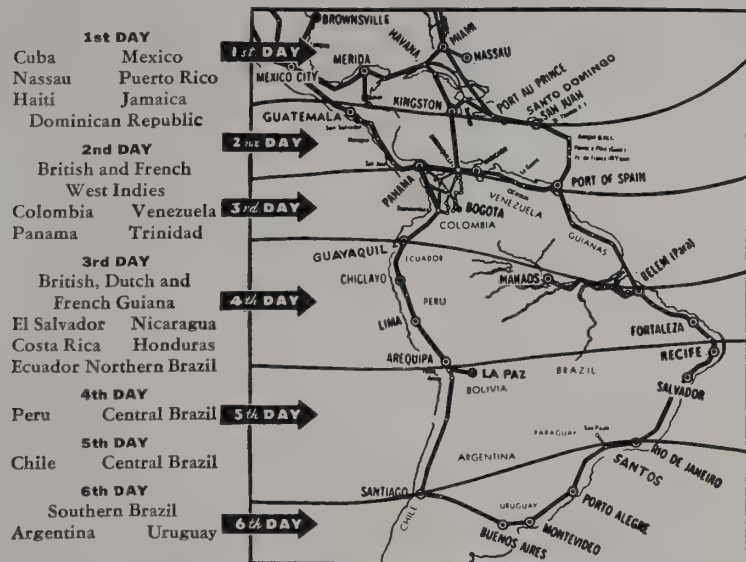 1st DAY
Cuba Mexico
Nassau Puerto Rico
Haiti Jamaica
Dominican Republic
2nd DAY
British and French
West Indies
Colombia Venezuela
Panama Trinidad
3rd DAY
British, Dutch and
French Guiana
El Salvador Nicaragua
Costa Rica Honduras
Ecuador Northern Brazil
4th DAY
Peru Central Brazil
5th DAY
Chile Central Brazil
6th DAY
Southern Brazil
Argentina Uruguay
1st DAY
2nd DAY
3rd DAY
4th DAY
5th DAY
6th DAY
BROWNSVILLE
MIAMI
HAVANA
NASSAU
MERIDA
MEXICO CITY
PORT AU PRINCE
SANTO DOMINGO
SAN JUAN
KINGSTON
GUATEMALA
San Salvador
San José
PANAMA
PORT OF SPAIN
VENEZUELA
BOGOTA
COLOMBIA
GUIANAS
GUAYAQUIL
ECUADOR
BELEM (Para)
MANAOS
CHICLAYO
PERU
LIMA
FORTALEZA
RECIFE
AREQUIPA
BRAZIL
LA PAZ
BOLIVIA
SALVADOR
PARAGUAY
Sao Paulo
RIO DE JANEIRO
ARGENTINA
SANTOS
SANTIAGO
CHILE
URUGUAY
PORTO ALEGRE
MONTEVIDEO
BUENOS AIRES